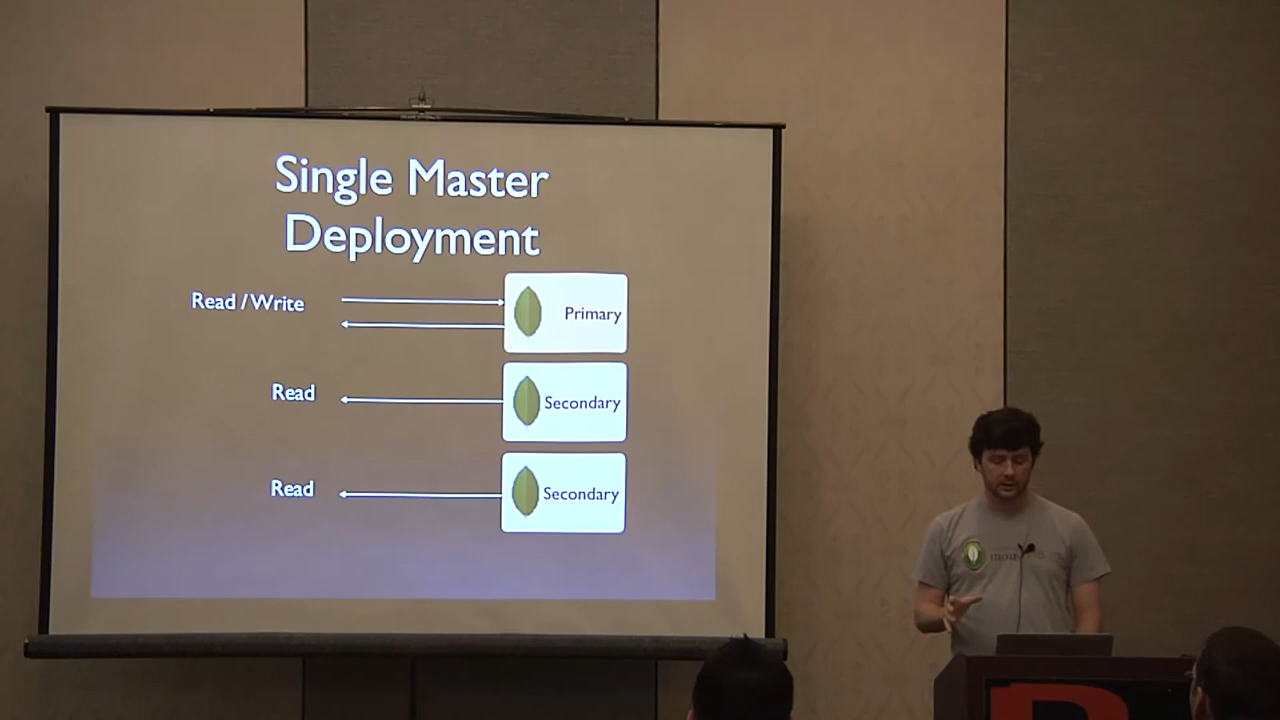 Single Master
Deployment
Read / Write
Primary
Read
Secondary
Read
Secondary